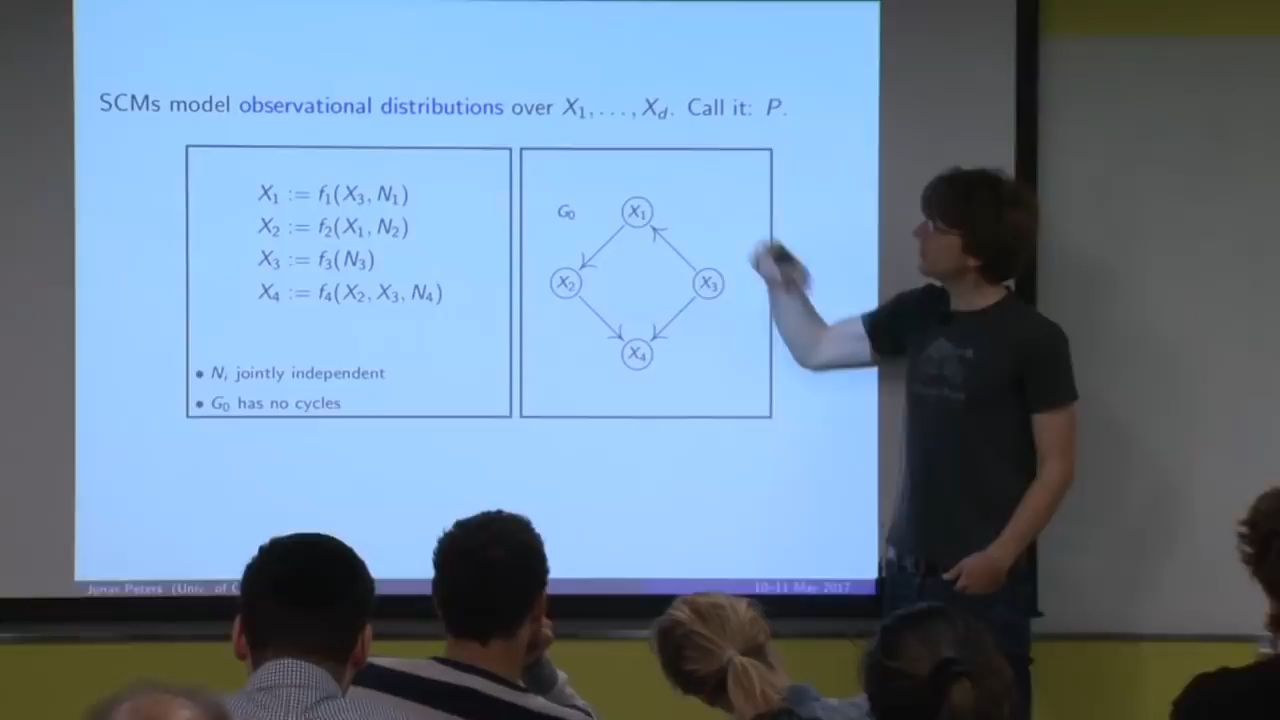 SCMs model observational distributions over X₁, . . . , X_d. Call it: P.
X₁ := f₁(X₃, N₁)
X₂ := f₂(X₁, N₂)
X₃ := f₃(N₃)
X₄ := f₄(X₂, X₃, N₄)
• Nᵢ jointly independent
• G₀ has no cycles
G₀
X₁
X₂
X₃
X₄
Jonas Peters (Univ. of
10–11 May 2017